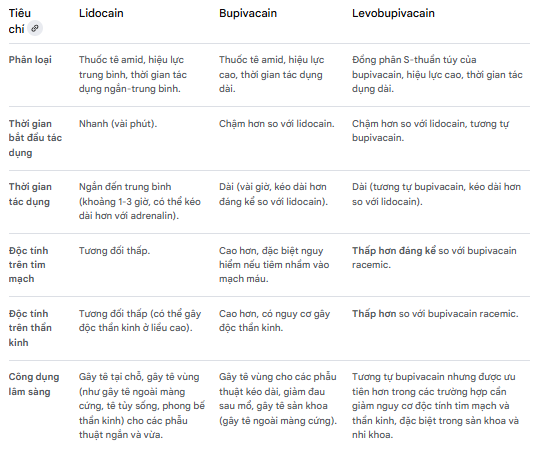 Tiêu chí
Lidocain
Bupivacain
Levobupivacain
Phân loại
Thuốc tê amid, hiệu lực
trung bình, thời gian tác
dụng ngắn-trung bình.
Thuốc tê amid, hiệu lực
cao, thời gian tác dụng
dài.
Đồng phân S-thuần túy của
bupivacain, hiệu lực cao, thời gian tác
dụng dài.
Thời gian
bắt đầu tác
dụng
Nhanh (vài phút).
Chậm hơn so với lidocain.
Chậm hơn so với lidocain, tương tự
bupivacain.
Thời gian
tác dụng
Ngắn đến trung bình
(khoảng 1-3 giờ, có thể kéo
dài hơn với adrenalin).
Dài (vài giờ, kéo dài hơn
đáng kể so với lidocain).
Dài (tương tự bupivacain, kéo dài hơn
so với lidocain).
Độc tính
trên tim
mạch
Tương đối thấp.
Cao hơn, đặc biệt nguy
hiểm nếu tiêm nhầm vào
mạch máu.
Thấp hơn đáng kể so với bupivacain
racemic.
Độc tính
trên thần
kinh
Tương đối thấp (có thể gây
độc thần kinh ở liều cao).
Cao hơn, có nguy cơ gây
độc thần kinh.
Thấp hơn so với bupivacain racemic.
Công dụng
lâm sàng
Gây tê tại chỗ, gây tê vùng
(như gây tê ngoài màng
cứng, tê tủy sống, phong bế
thần kinh) cho các phẫu
thuật ngắn và vừa.
Gây tê vùng cho các phẫu
thuật kéo dài, giảm đau
sau mổ, gây tê sản khoa
(gây tê ngoài màng cứng).
Tương tự bupivacain nhưng được ưu
tiên hơn trong các trường hợp cần
giảm nguy cơ độc tính tim mạch và
thần kinh, đặc biệt trong sản khoa và
nhi khoa.